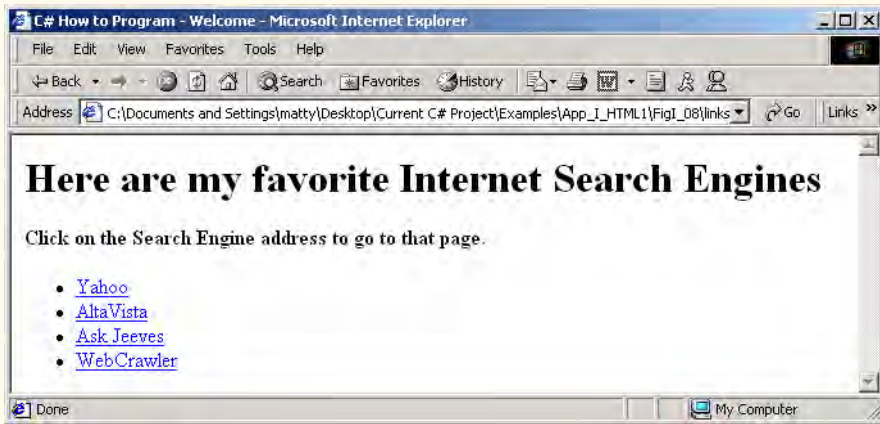 C# How to Program - Welcome - Microsoft Internet Explorer
File Edit View Favorites Tools Help
Back Search Favorites History
Address C:\Documents and Settings\matty\Desktop\Current C# Project\Examples\App_I_HTML1\FigI_08\links Go Links »
Here are my favorite Internet Search Engines
Click on the Search Engine address to go to that page.
• Yahoo
• AltaVista
• Ask Jeeves
• WebCrawler
Done My Computer